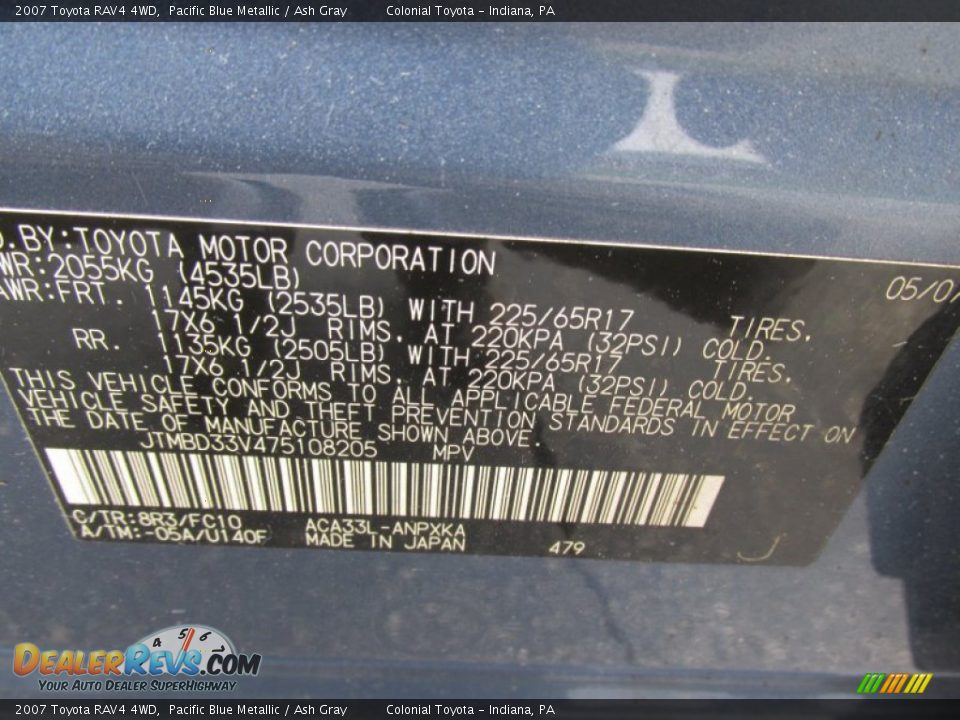 2007 Toyota RAV4 4WD, Pacific Blue Metallic / Ash Gray Colonial Toyota – Indiana, PA
D.BY:TOYOTA MOTOR CORPORATION 05/07
WR:2055KG (4535LB)
AWR:FRT. 1145KG (2535LB) WITH 225/65R17 TIRES.
17X6 1/2J RIMS. AT 220KPA (32PSI) COLD.
RR. 1135KG (2505LB) WITH 225/65R17 TIRES.
17X6 1/2J RIMS. AT 220KPA (32PSI) COLD.
THIS VEHICLE CONFORMS TO ALL APPLICABLE FEDERAL MOTOR
VEHICLE SAFETY AND THEFT PREVENTION STANDARDS IN EFFECT ON
THE DATE OF MANUFACTURE SHOWN ABOVE.
JTMBD33V475108205 MPV
C/TR:8R3/FC10 ACA33L-ANPXKA
A/TM:-05A/U140F MADE IN JAPAN 479
J
4 5 6
DEALERREVS.COM
YOUR AUTO DEALER SUPERHIGHWAY
2007 Toyota RAV4 4WD, Pacific Blue Metallic / Ash Gray Colonial Toyota – Indiana, PA